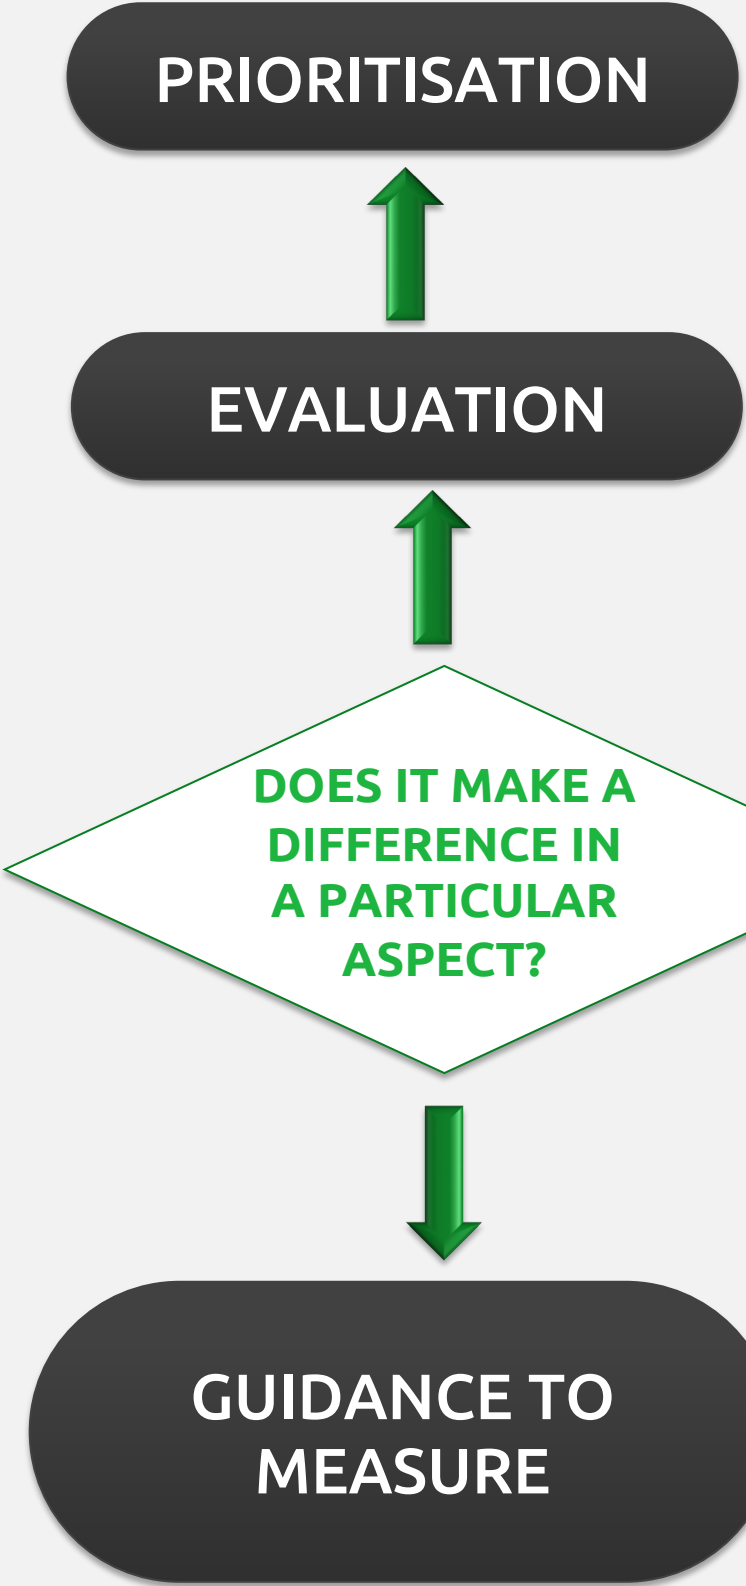 PRIORITISATION
EVALUATION
DOES IT MAKE A
DIFFERENCE IN
A PARTICULAR
ASPECT?
GUIDANCE TO
MEASURE